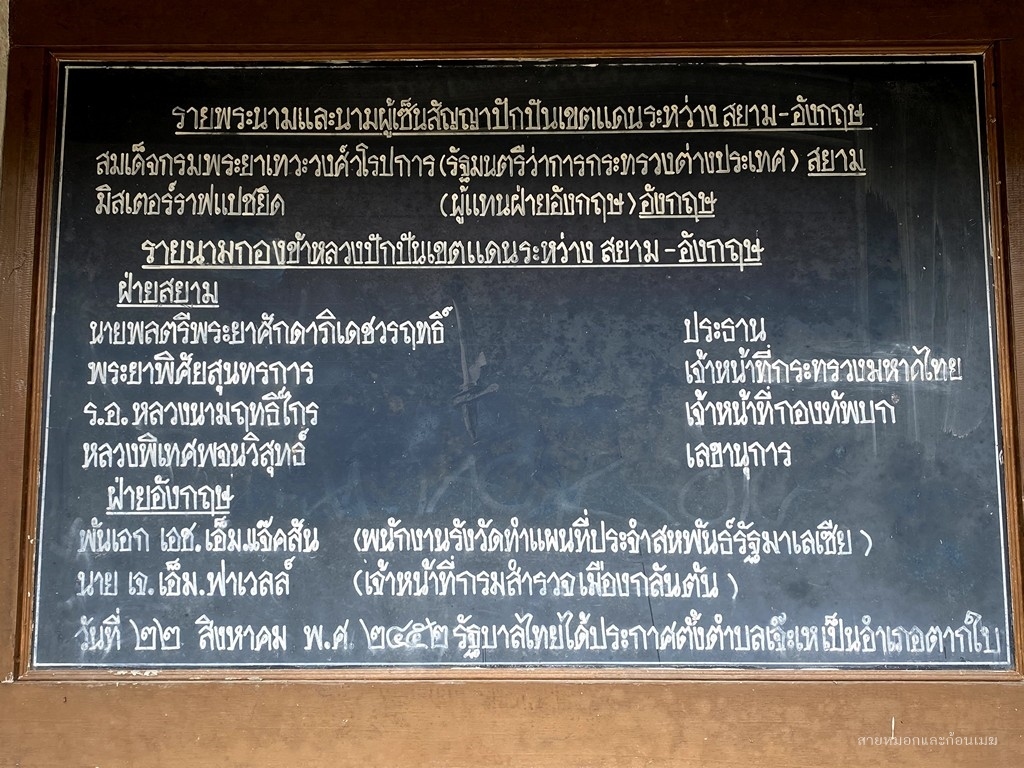 รายพระนามและนามผู้เซ็นสัญญาปักปันเขตแดนระหว่าง สยาม-อังกฤษ
สมเด็จกรมพระยาเทวะวงศ์วโรปการ (รัฐมนตรีว่าการกระทรวงต่างประเทศ) สยาม
มิสเตอร์ราฟแปชยิด (ผู้แทนฝ่ายอังกฤษ) อังกฤษ
รายนามกองข้าหลวงปักปันเขตแดนระหว่าง สยาม-อังกฤษ
ฝ่ายสยาม
นายพลตรีพระยาศักดาภิเดชวรฤทธิ์ ประธาน
พระยาพิศัยสุนทรการ เจ้าหน้าที่กระทรวงมหาดไทย
ร.อ. หลวงนามฤทธิ์ไกร เจ้าหน้าที่กองทัพบก
หลวงพิเทศพจนวิสุทธ์ เลขานุการ
ฝ่ายอังกฤษ
พันเอก เอช.เอ็ม.แจ๊คสัน (พนักงานรังวัดทำแผนที่ประจำสหพันธ์รัฐมาเลเซีย)
นาย เจ.เอ็ม.ฟาเวลล์ (เจ้าหน้าที่กรมสำรวจเมืองกลันตัน)
วันที่ ๒๒ สิงหาคม พ.ศ. ๒๔๕๒ รัฐบาลไทยได้ประกาศตั้งตำบลเจ๊ะเห เป็นอำเภอตากใบ
สายหมอกและก้อนเมฆ